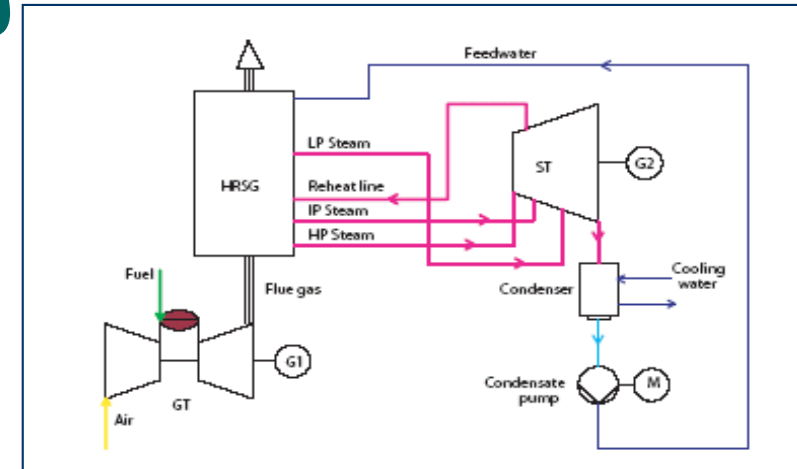 Feedwater
LP Steam
HRSG
ST
G2
Reheat line
IP Steam
HP Steam
Fuel
Flue gas
Condenser
Cooling
water
G1
Condensate
pump
M
GT
Air